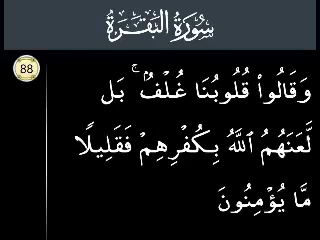 سُورَةُ البَقَرَةِ
88
وَقَالُوا۟ قُلُوبُنَا غُلْفٌۢ ۚ بَل
لَّعَنَهُمُ ٱللَّهُ بِكُفْرِهِمْ فَقَلِيلًا
مَّا يُؤْمِنُونَ